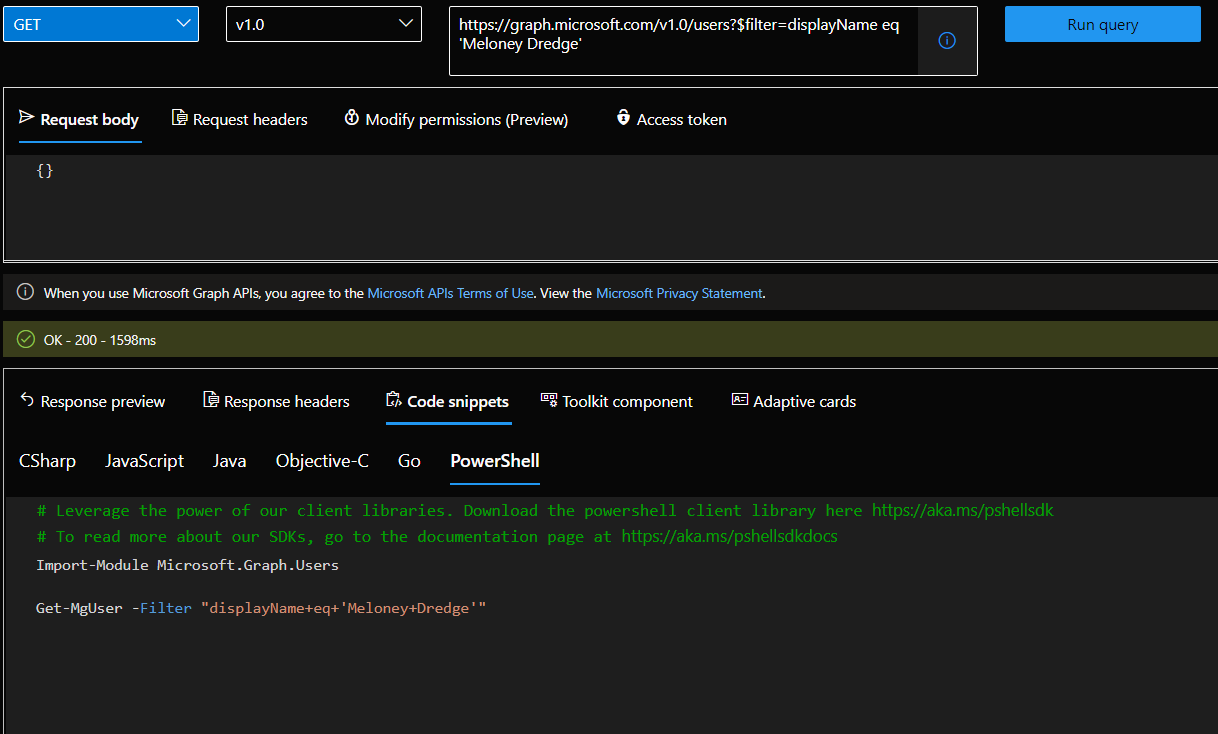 GET
v1.0
https://graph.microsoft.com/v1.0/users?$filter=displayName eq
'Meloney Dredge'
Run query
Request body
Request headers
Modify permissions (Preview)
Access token
{}
When you use Microsoft Graph APIs, you agree to the Microsoft APIs Terms of Use. View the Microsoft Privacy Statement.
OK - 200 - 1598ms
Response preview
Response headers
Code snippets
Toolkit component
Adaptive cards
CSharp
JavaScript
Java
Objective-C
Go
PowerShell
# Leverage the power of our client libraries. Download the powershell client library here https://aka.ms/pshellsdk
# To read more about our SDKs, go to the documentation page at https://aka.ms/pshellsdkdocs
Import-Module Microsoft.Graph.Users
Get-MgUser -Filter "displayName+eq+'Meloney+Dredge'"